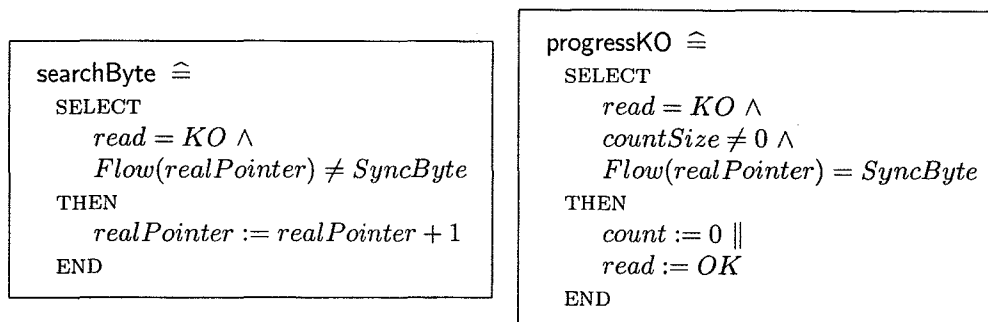 searchByte ≙
SELECT
read = KO ∧
Flow(realPointer) ≠ SyncByte
THEN
realPointer := realPointer + 1
END
progressKO ≙
SELECT
read = KO ∧
countSize ≠ 0 ∧
Flow(realPointer) = SyncByte
THEN
count := 0 ||
read := OK
END